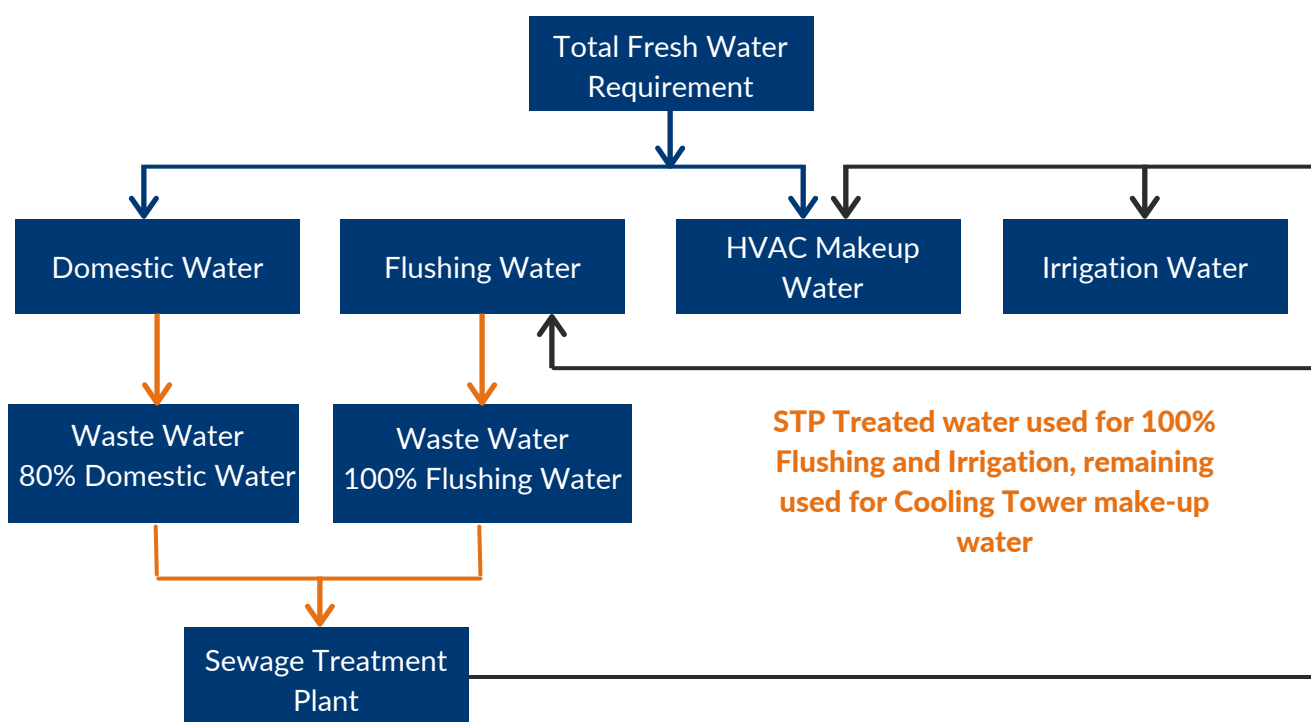 Total Fresh Water
Requirement
Domestic Water
Flushing Water
HVAC Makeup
Water
Irrigation Water
Waste Water
80% Domestic Water
Waste Water
100% Flushing Water
STP Treated water used for 100%
Flushing and Irrigation, remaining
used for Cooling Tower make-up
water
Sewage Treatment
Plant